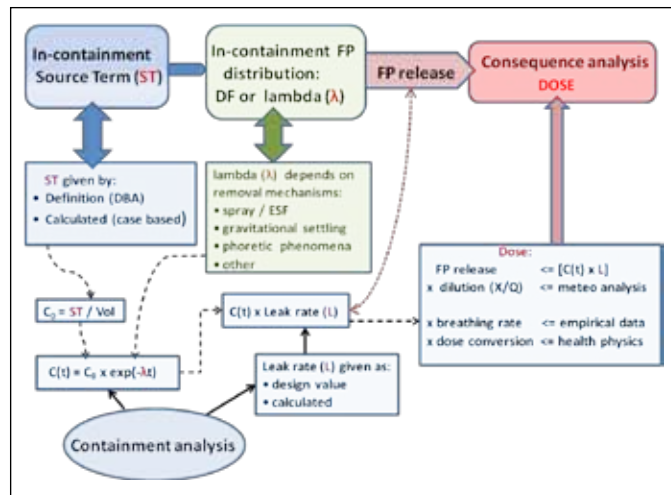 In-containment
Source Term (ST)
In-containment FP
distribution:
DF or lambda (λ)
FP release
Consequence analysis
DOSE
ST given by:
• Definition (DBA)
• Calculated (case based)
lambda (λ) depends on
removal mechanisms:
• spray / ESF
• gravitational settling
• phoretic phenomena
• other
Dose:
FP release <= [C(t) x L]
x dilution (X/Q) <= meteo analysis
x breathing rate <= empirical data
x dose conversion <= health physics
C₀ = ST / Vol
C(t) x Leak rate (L)
C(t) = C₀ x exp(-λt)
Leak rate (L) given as:
• design value
• calculated
Containment analysis